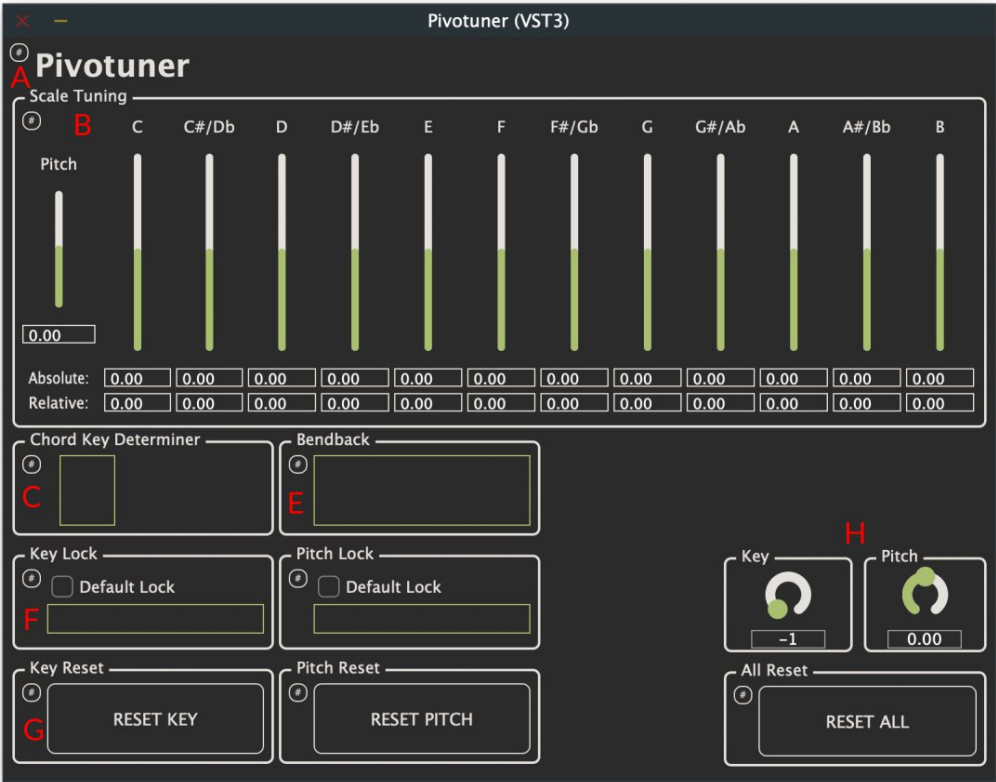 Pivotuner (VST3)
#
Pivotuner
A
Scale Tuning
#
B
C C#/Db D D#/Eb E F F#/Gb G G#/Ab A A#/Bb B
Pitch
0.00
Absolute: 0.00 0.00 0.00 0.00 0.00 0.00 0.00 0.00 0.00 0.00 0.00 0.00
Relative: 0.00 0.00 0.00 0.00 0.00 0.00 0.00 0.00 0.00 0.00 0.00 0.00
Chord Key Determiner
#
C
Bendback
#
E
Key Lock
#
Default Lock
F
Pitch Lock
#
Default Lock
H
Key
-1
Pitch
0.00
Key Reset
#
RESET KEY
G
Pitch Reset
#
RESET PITCH
All Reset
#
RESET ALL